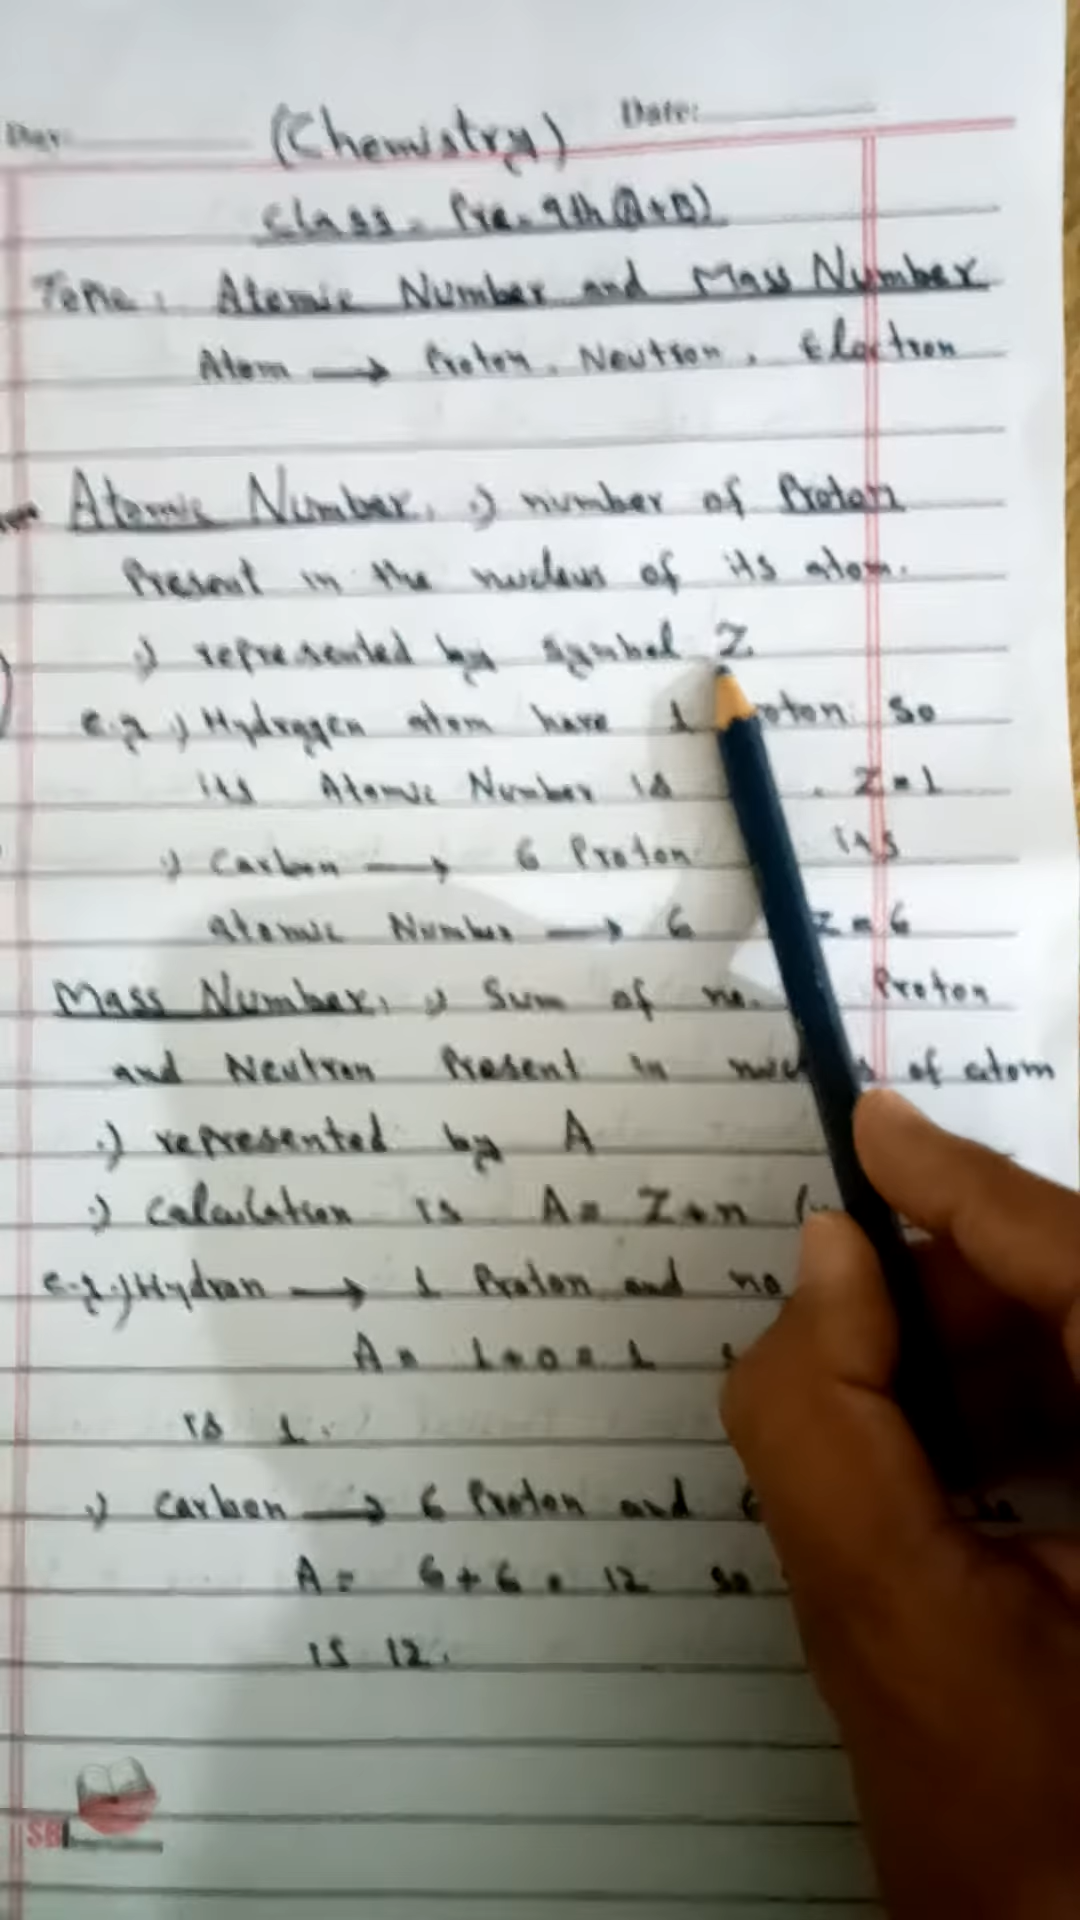 Day: Date:
(Chemistry)
Class - Pre-9th (A+B)
Topic: Atomic Number and Mass Number
Atom → Proton, Neutron, Electron
Atomic Number, :) number of Proton
Present in the nucleus of its atom.
:) represented by symbol Z
e.g :) Hydrogen atom have 1 oton so
its Atomic Number is . Z=1
:) Carbon → 6 Proton its
atomic Number → 6 Z=6
Mass Number, :) Sum of no. Proton
and Neutron Present in of atom
:) represented by A
:) Calculation is A= Z+n (
e.g:) Hydron → 1 Proton and no
A= 1+0=1
is 1.
:) Carbon → 6 Proton and 6
A= 6+6=12 so
is 12.